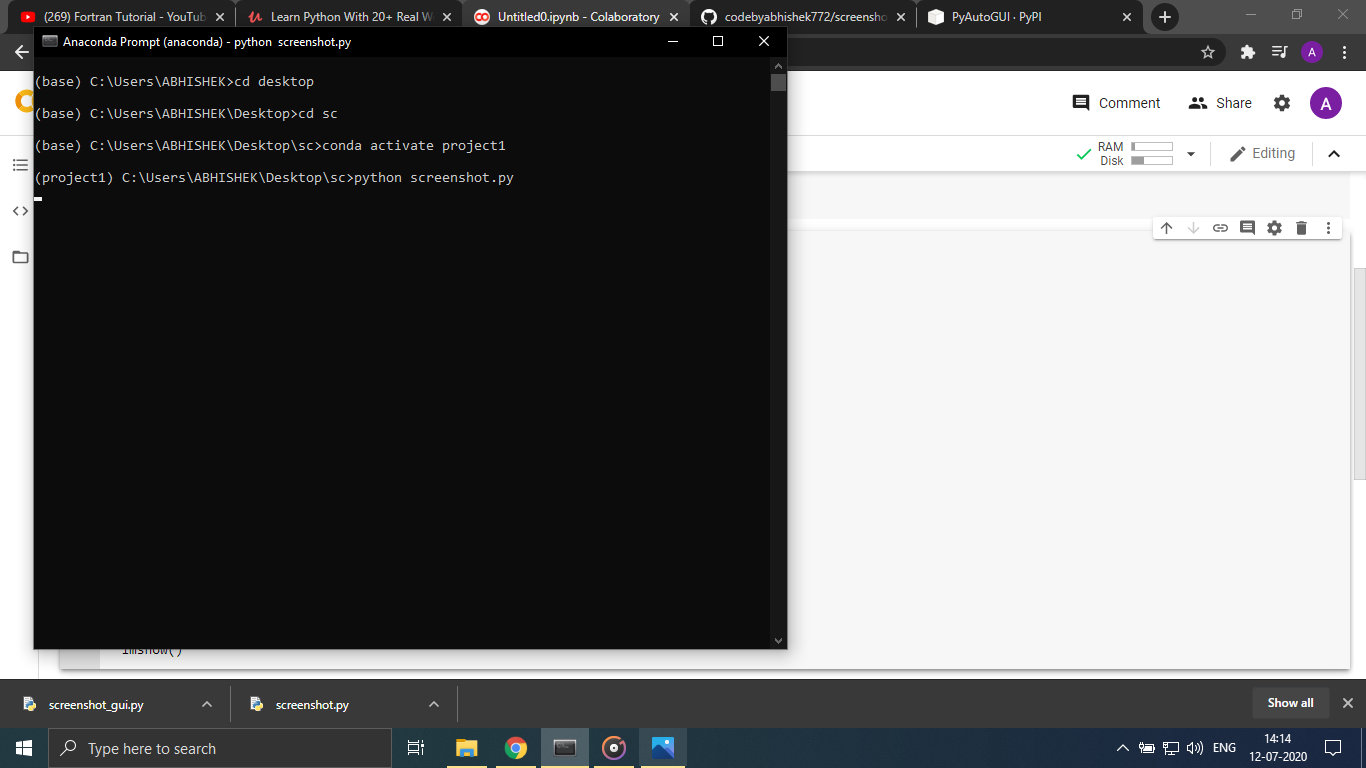 (269) Fortran Tutorial - YouTub
Learn Python With 20+ Real W
Untitled0.ipynb - Colaboratory
codebyabhishek772/screensho
PyAutoGUI · PyPI
Anaconda Prompt (anaconda) - python  screenshot.py
A
(base) C:\Users\ABHISHEK>cd desktop
(base) C:\Users\ABHISHEK\Desktop>cd sc
(base) C:\Users\ABHISHEK\Desktop\sc>conda activate project1
(project1) C:\Users\ABHISHEK\Desktop\sc>python screenshot.py
Comment
Share
A
RAM
Disk
Editing
imshow()
screenshot_gui.py
screenshot.py
Show all
Type here to search
ENG
14:14
12-07-2020